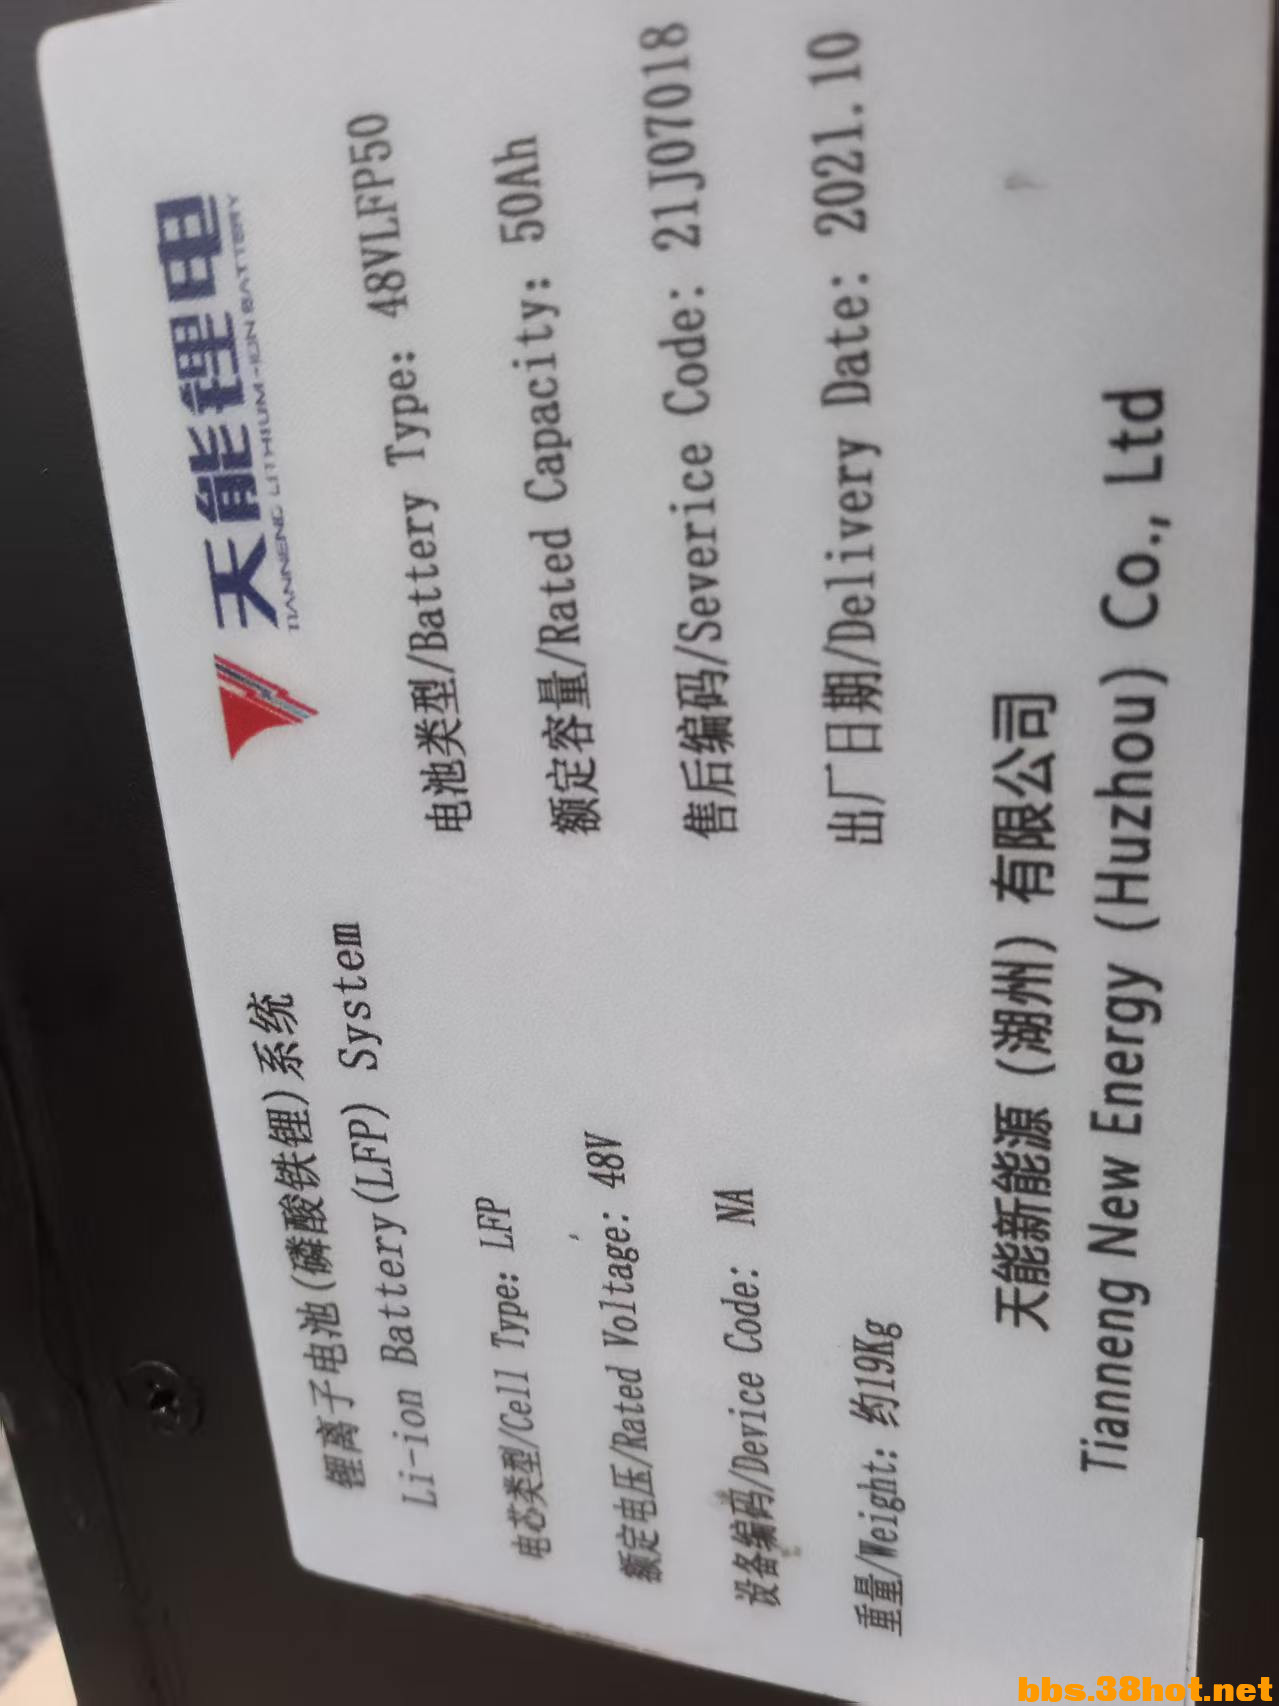 天能锂电
TIANNENG LITHIUM-ION BATTERY
锂离子电池(磷酸铁锂)系统
Li-ion Battery(LFP) System
电池类型/Battery Type: 48VLFP50
电芯类型/Cell Type: LFP
额定容量/Rated Capacity: 50Ah
额定电压/Rated Voltage: 48V
售后编码/Severice Code: 21J07018
设备编码/Device Code: NA
出厂日期/Delivery Date: 2021.10
重量/Weight: 约19Kg
天能新能源（湖州）有限公司
Tianneng New Energy (Huzhou) Co., Ltd
bbs.38hot.net